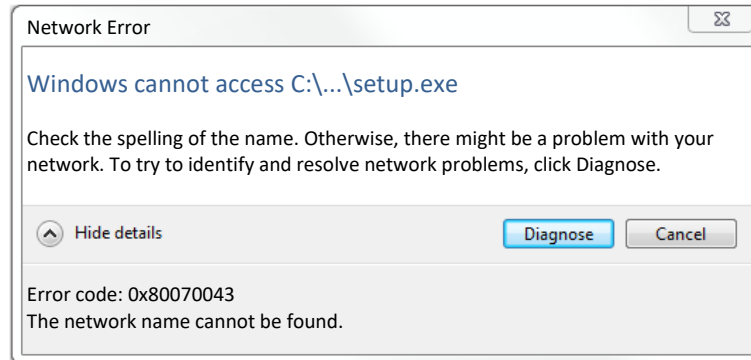 Network Error
Windows cannot access C:\...\setup.exe
Check the spelling of the name. Otherwise, there might be a problem with your
network. To try to identify and resolve network problems, click Diagnose.
Hide details
Diagnose
Cancel
Error code: 0x80070043
The network name cannot be found.